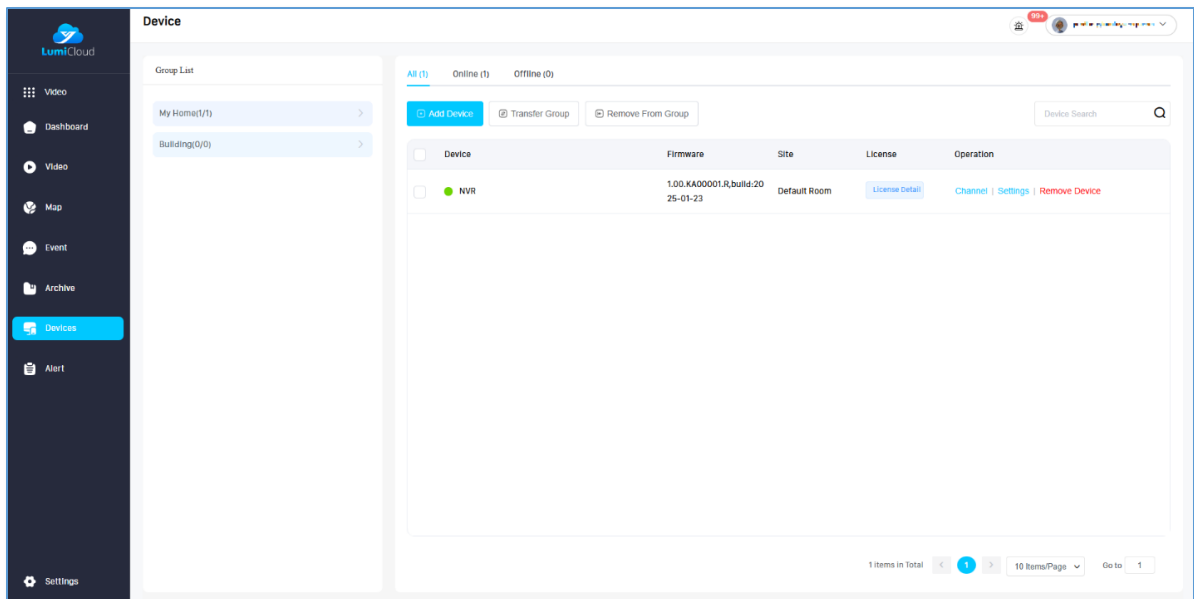 LumiCloud
Video
Dashboard
Video
Map
Event
Archive
Devices
Alert
Settings
Device
99+
Group List
My Home(1/1)
Building(0/0)
All (1) Online (1) Offline (0)
Add Device Transfer Group Remove From Group Device Search
Device Firmware Site License Operation
NVR 1.00.KA00001.R,build:20 Default Room License Detail Channel | Settings | Remove Device
25-01-23
1 items in Total < 1 > 10 Items/Page Go to 1